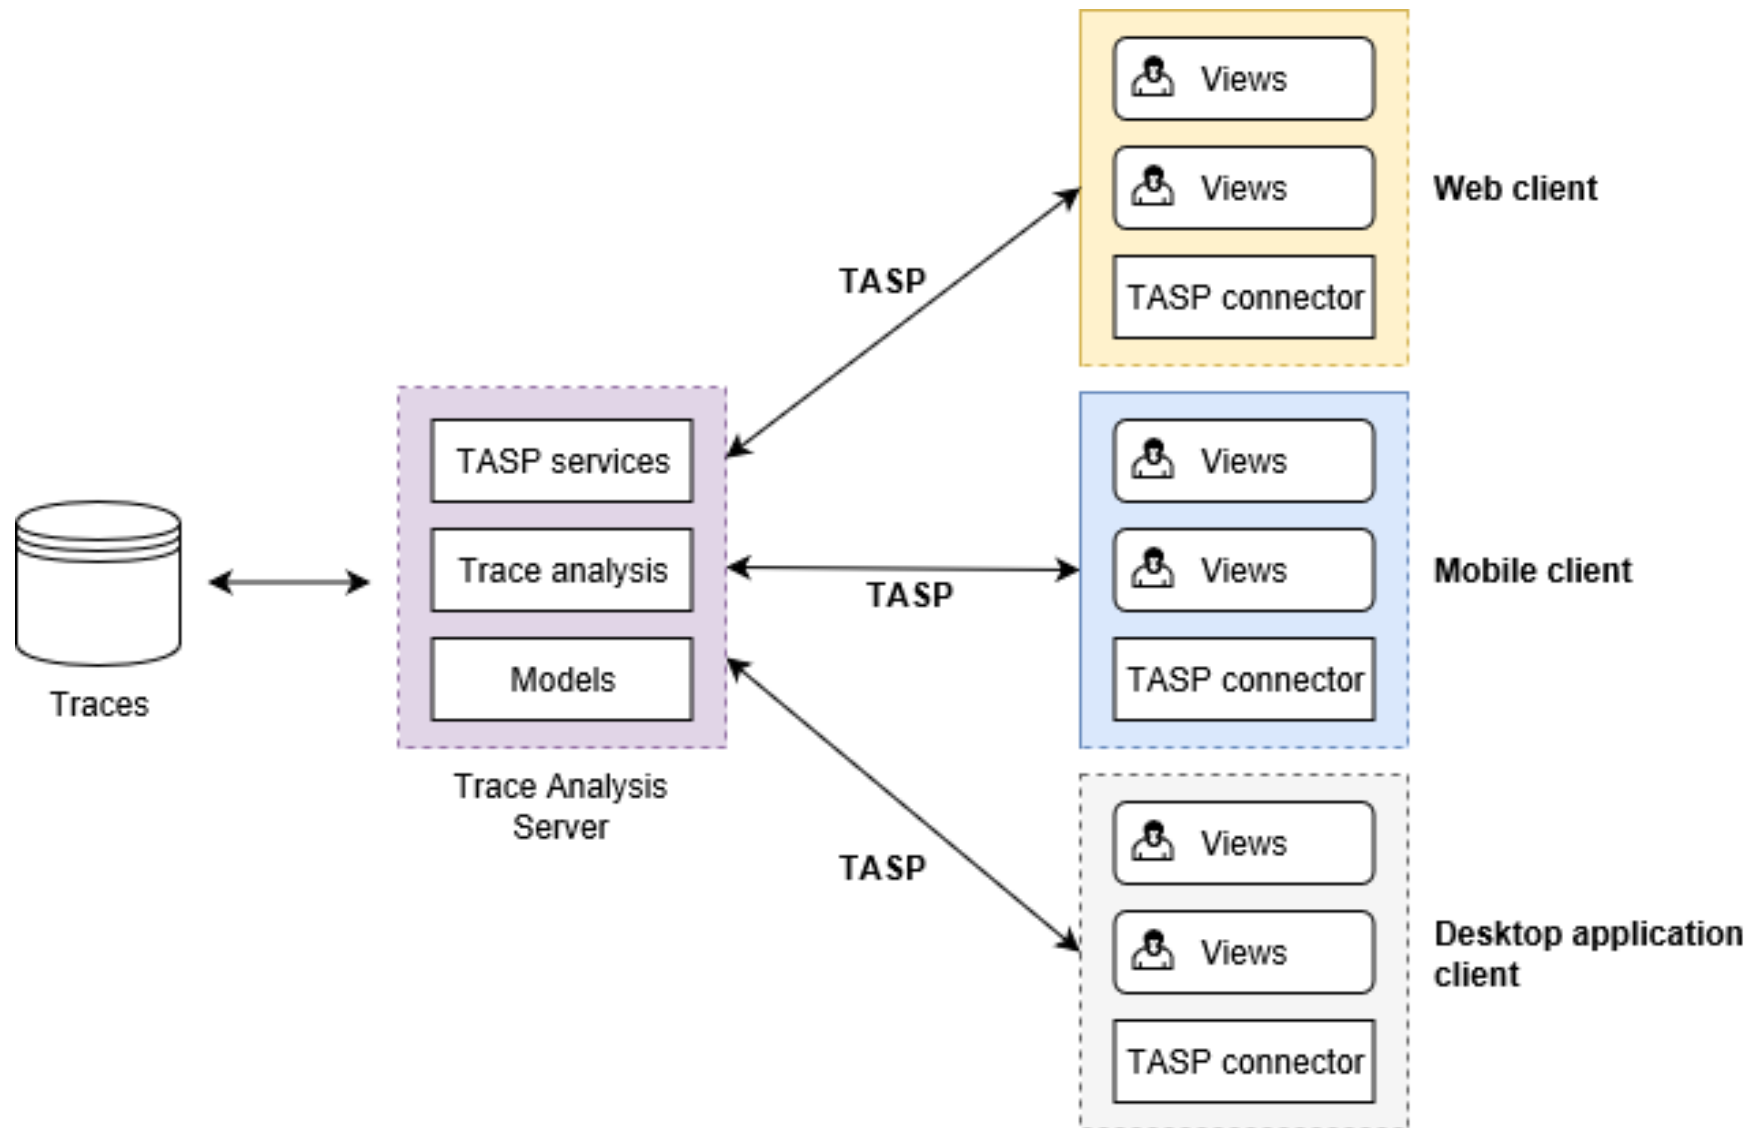 Traces
TASP services
Trace analysis
Models
Trace Analysis
Server
TASP
TASP
TASP
Views
Views
TASP connector
Web client
Views
Views
TASP connector
Mobile client
Views
Views
TASP connector
Desktop application
client